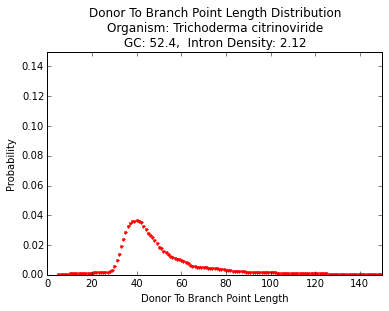 Donor To Branch Point Length Distribution
Organism: Trichoderma citrinoviride
GC: 52.4,  Intron Density: 2.12
0.14
0.12
0.10
0.08
0.06
0.04
0.02
0.00
Probability
0 20 40 60 80 100 120 140
Donor To Branch Point Length